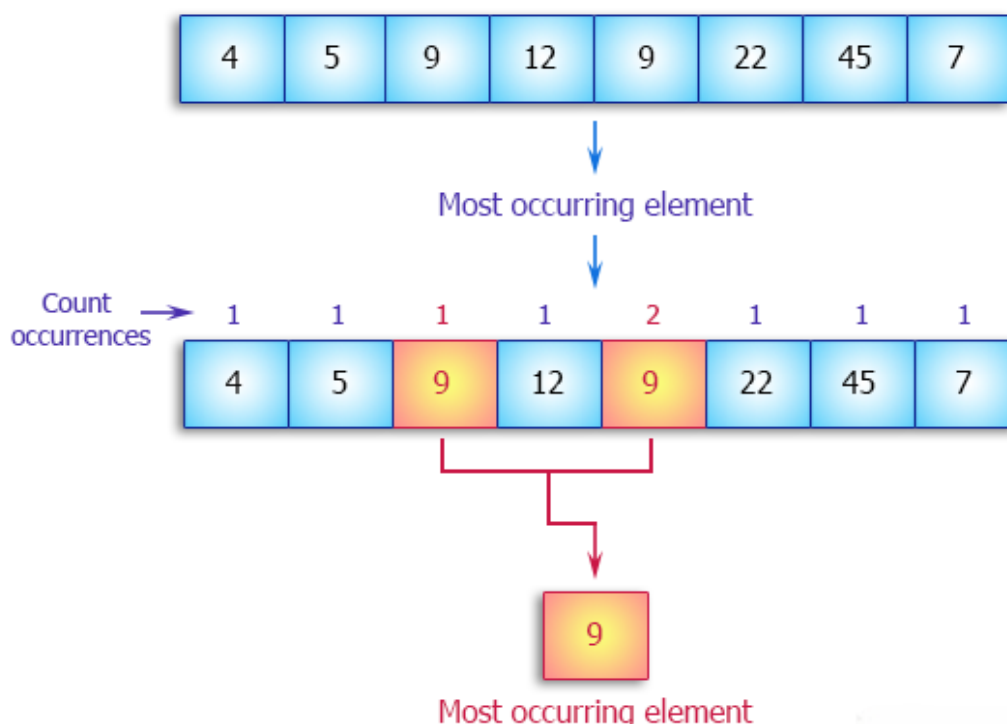 4 5 9 12 9 22 45 7
Most occurring element
Count
occurrences
1 1 1 1 2 1 1 1
4 5 9 12 9 22 45 7
9
Most occurring element